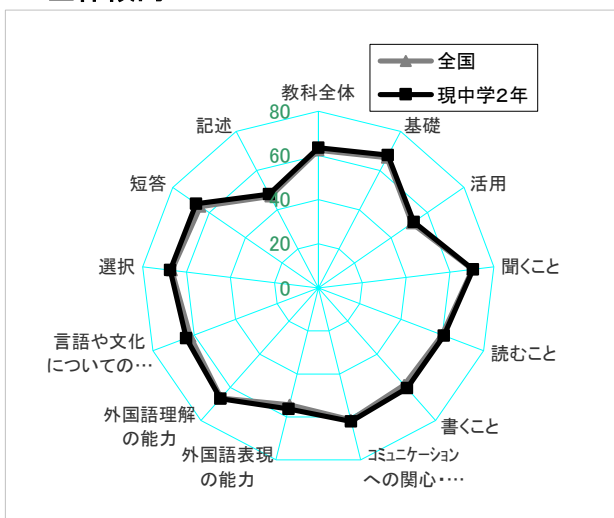 全国
現中学2年
教科全体
基礎
活用
聞くこと
読むこと
書くこと
ｺﾐｭﾆｹｰｼｮﾝ
への関心・…
外国語表現
の能力
外国語理解
の能力
言語や文化
についての…
選択
短答
記述
80
60
40
20
0